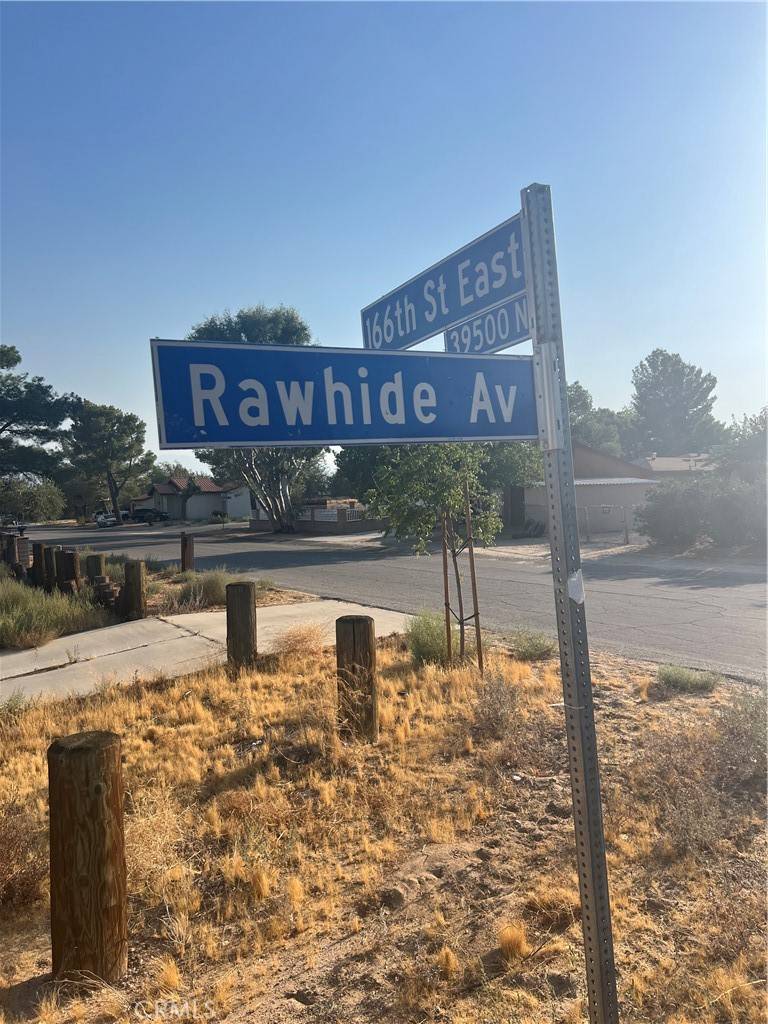 166th St East
39500 N
Rawhide Av
CRMLS